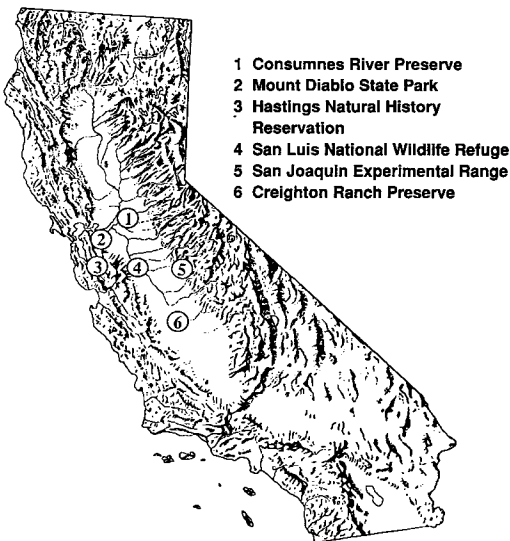 1 Consumnes River Preserve
2 Mount Diablo State Park
3 Hastings Natural History
Reservation
4 San Luis National Wildlife Refuge
5 San Joaquin Experimental Range
6 Creighton Ranch Preserve
1
2
3 4 5
6